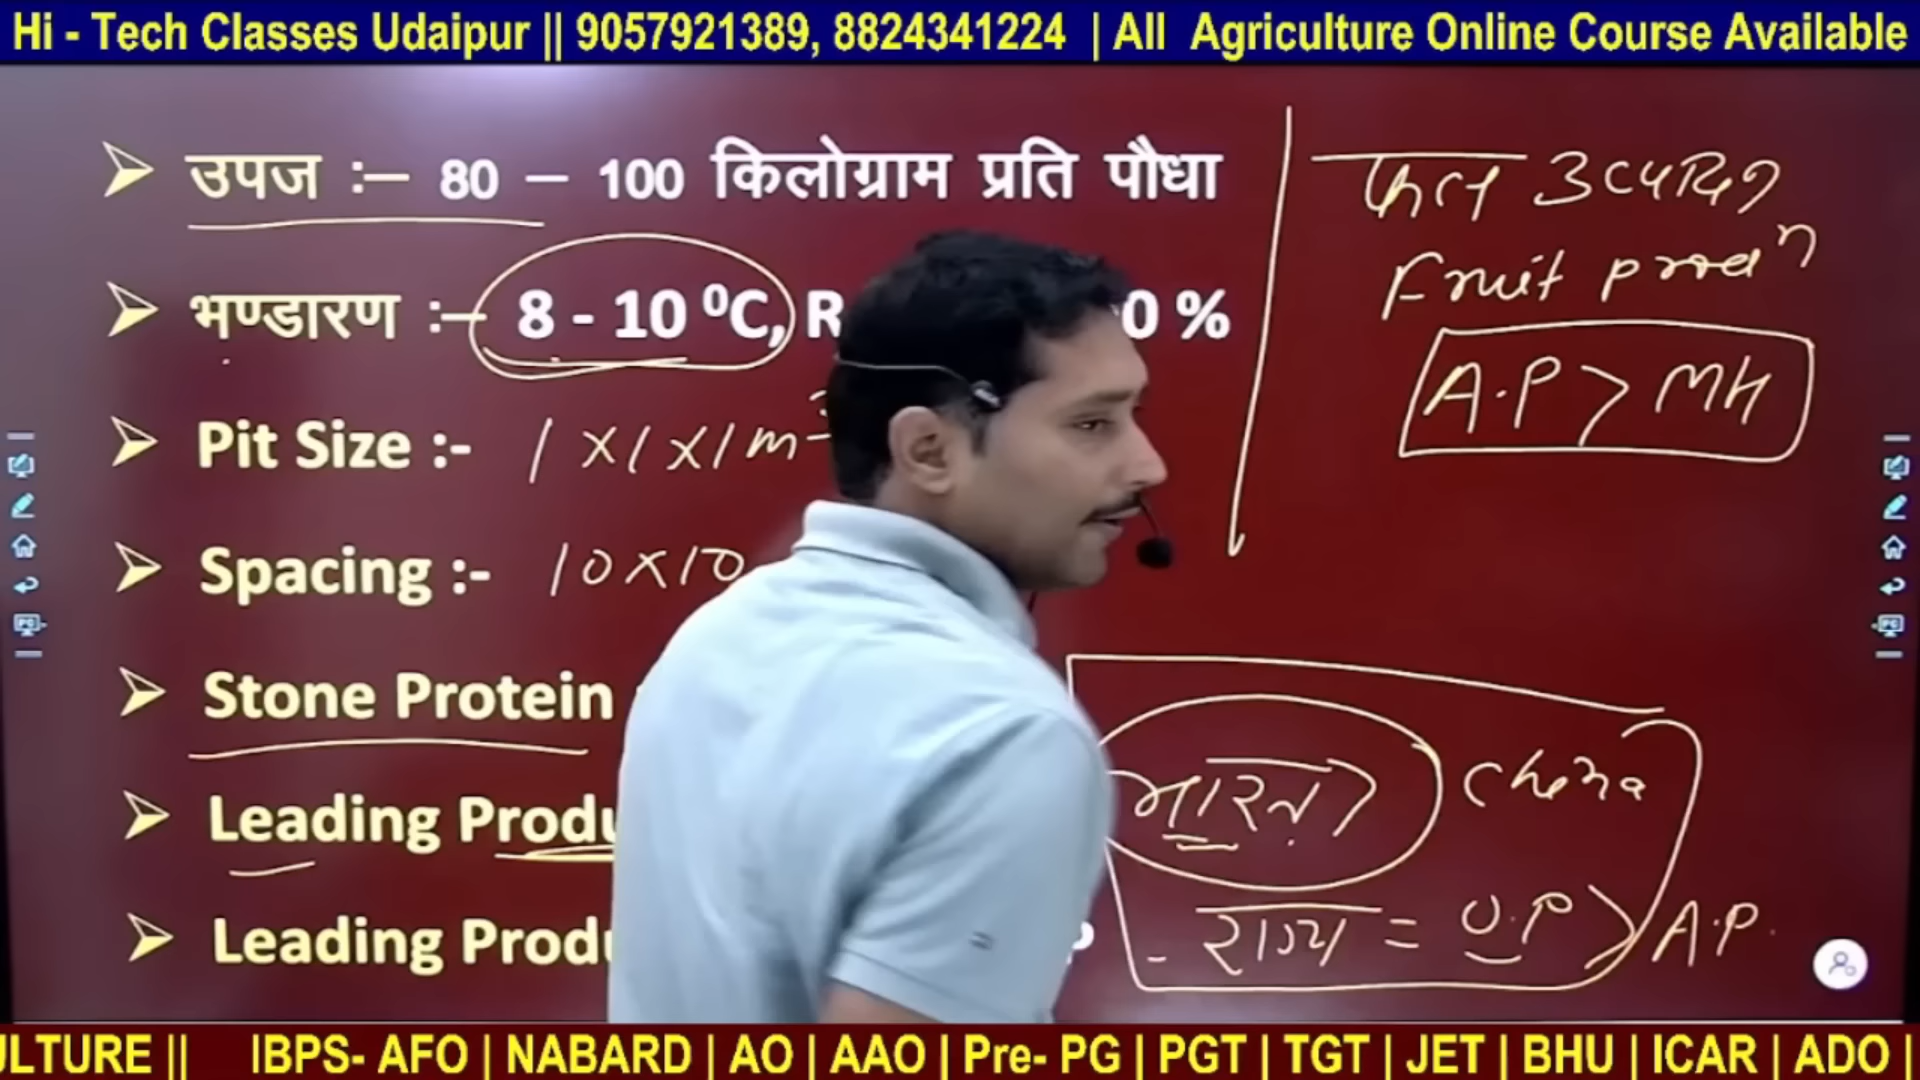 Hi - Tech Classes Udaipur || 9057921389, 8824341224 | All Agriculture Online Course Available
उपज :– 80 – 100 किलोग्राम प्रति पौधा
भण्डारण :– 8 - 10 ⁰C, R 0 %
Pit Size :- 1 X 1 X 1 m
Spacing :- 10 X 10
Stone Protein
Leading Produ
Leading Produ
फल उत्पादन
Fruit prodⁿ
A.P > MH
भारत > China
- राज्य = U.P > A.P.
ULTURE || IBPS- AFO | NABARD | AO | AAO | Pre- PG | PGT | TGT | JET | BHU | ICAR | ADO |